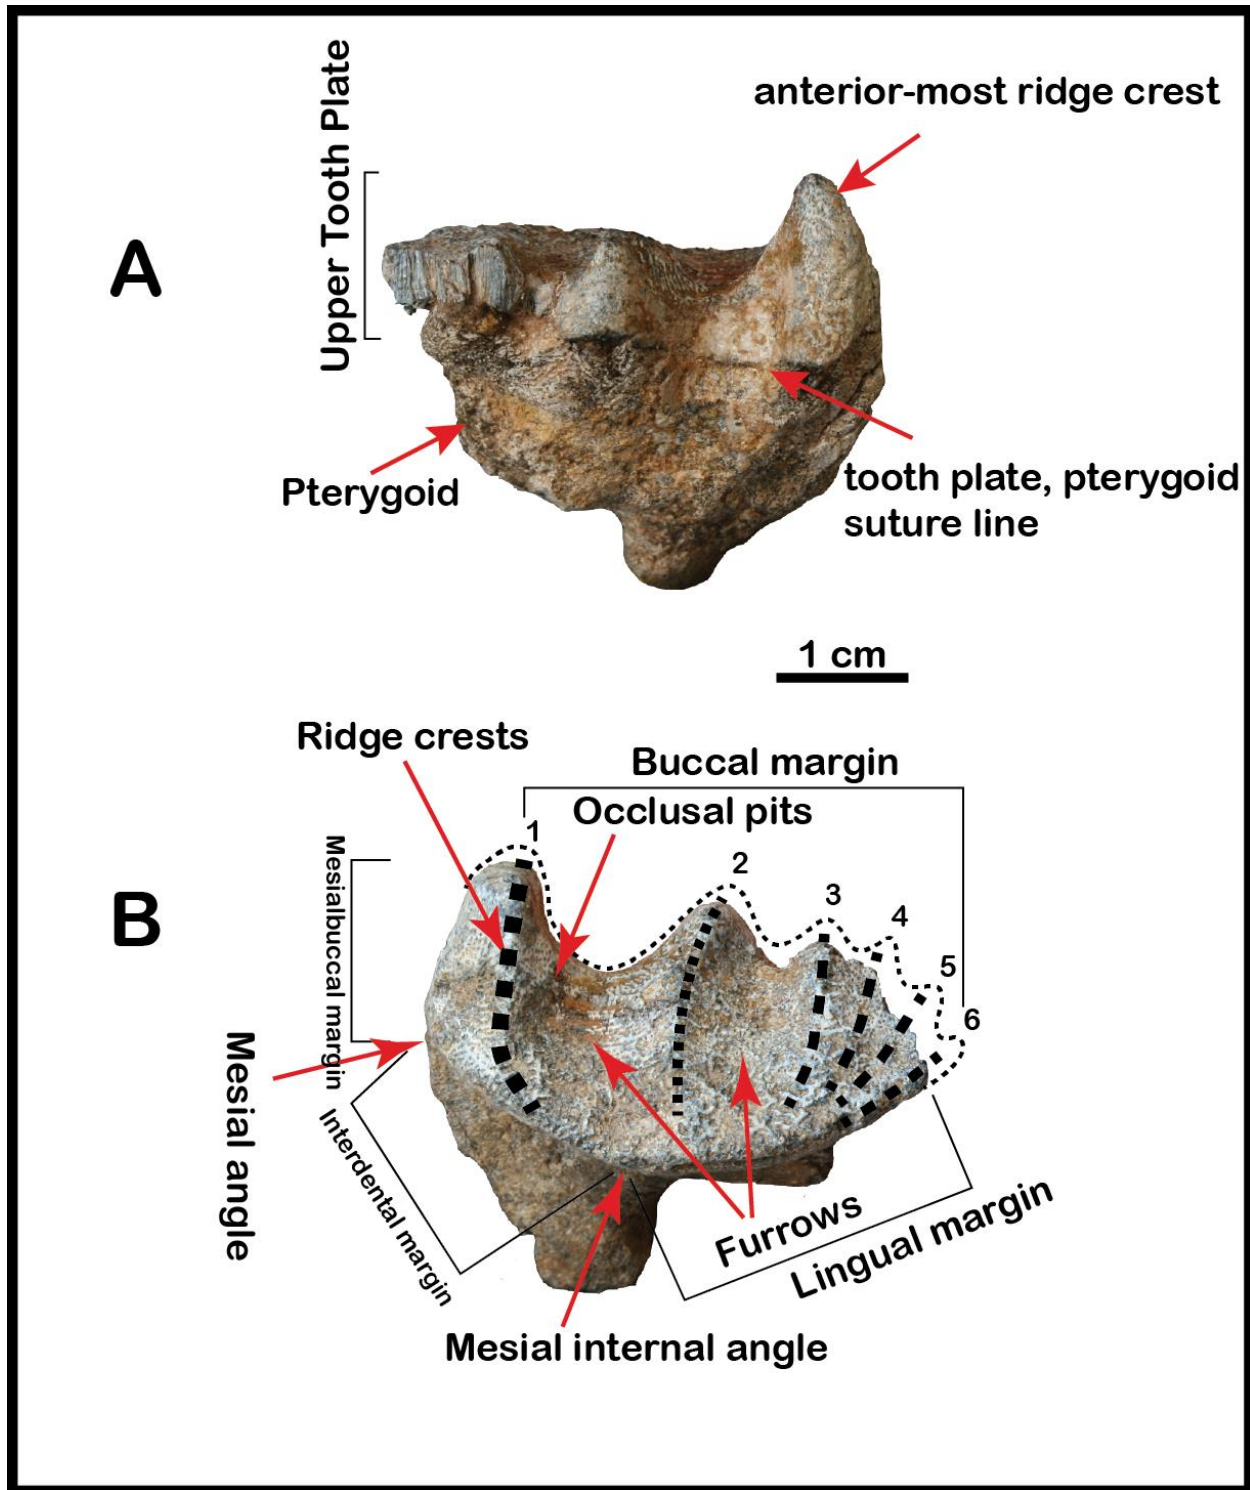 anterior-most ridge crest
Upper Tooth Plate
A
Pterygoid
tooth plate, pterygoid
suture line
1 cm
Ridge crests
Buccal margin
Occlusal pits
1
2
3
4
5
6
Mesialbuccal margin
B
Mesial angle
Interdental margin
Furrows
Lingual margin
Mesial internal angle